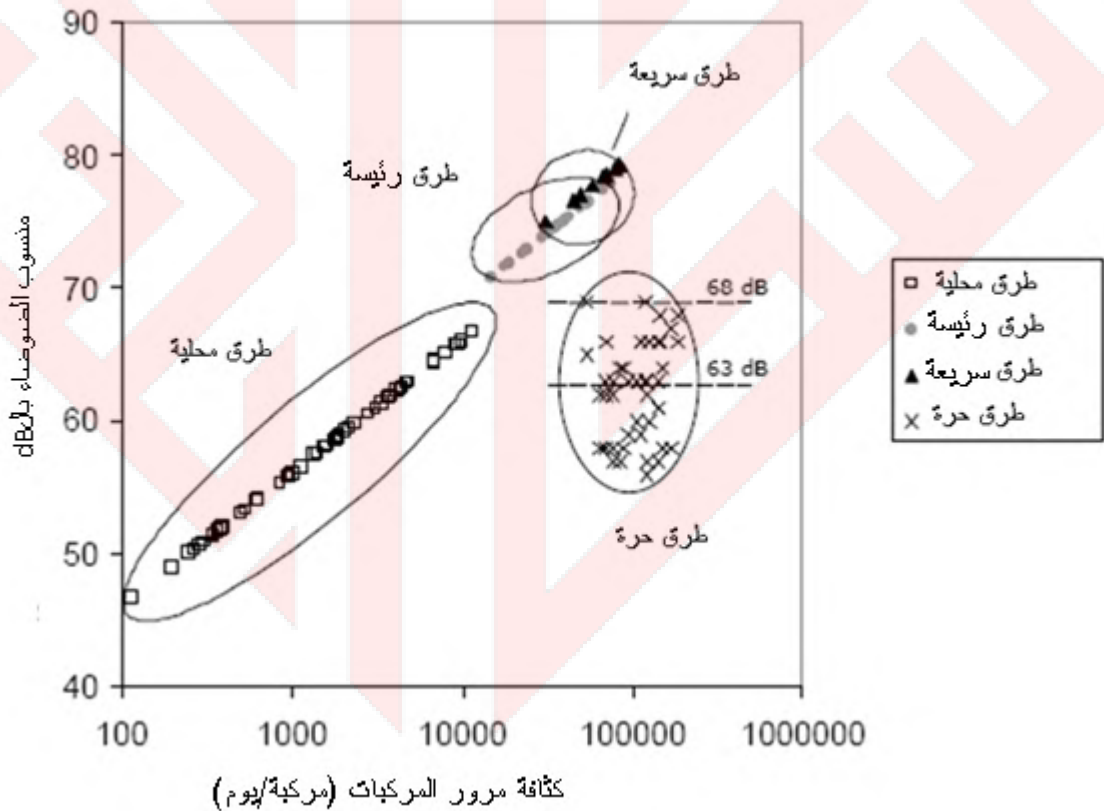 90
80
70
60
50
40
100
1000
10000
100000
1000000
منسوب الضوضاء بالـdB
كثافة مرور المركبات (مركبة/يوم)
طرق سريعة
طرق رئيسة
طرق محلية
68 dB
63 dB
طرق حرة
طرق محلية
طرق رئيسة
طرق سريعة
طرق حرة